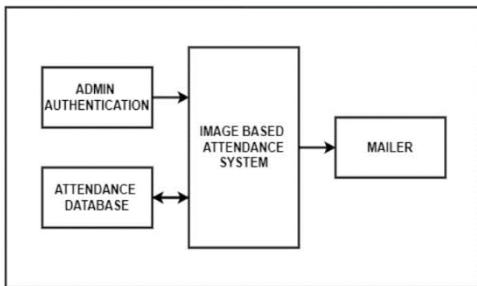 ADMIN
AUTHENTICATION
IMAGE BASED
ATTENDANCE
SYSTEM
MAILER
ATTENDANCE
DATABASE